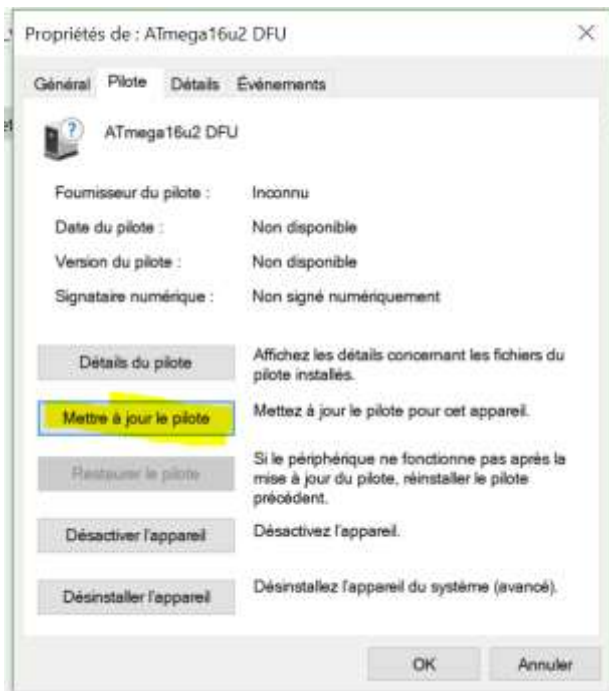 Propriétés de : ATmega16u2 DFU
Général Pilote Détails Événements
ATmega16u2 DFU
Fournisseur du pilote : Inconnu
Date du pilote : Non disponible
Version du pilote : Non disponible
Signataire numérique : Non signé numériquement
Détails du pilote
Affichez les détails concernant les fichiers du
pilote installés.
Mettre à jour le pilote
Mettez à jour le pilote pour cet appareil.
Restaurer le pilote
Si le périphérique ne fonctionne pas après la
mise à jour du pilote, réinstaller le pilote
précédent.
Désactiver l'appareil
Désactivez l'appareil.
Désinstaller l'appareil
Désinstallez l'appareil du système (avancé).
OK Annuler